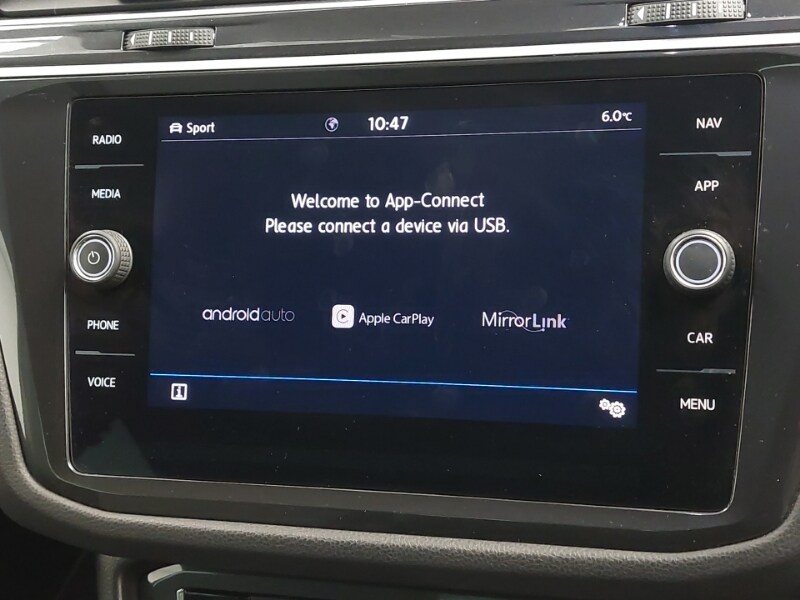 RADIO
MEDIA
PHONE
VOICE
Sport 10:47 6.0°C
Welcome to App-Connect
Please connect a device via USB.
androidauto Apple CarPlay MirrorLink
NAV
APP
CAR
MENU